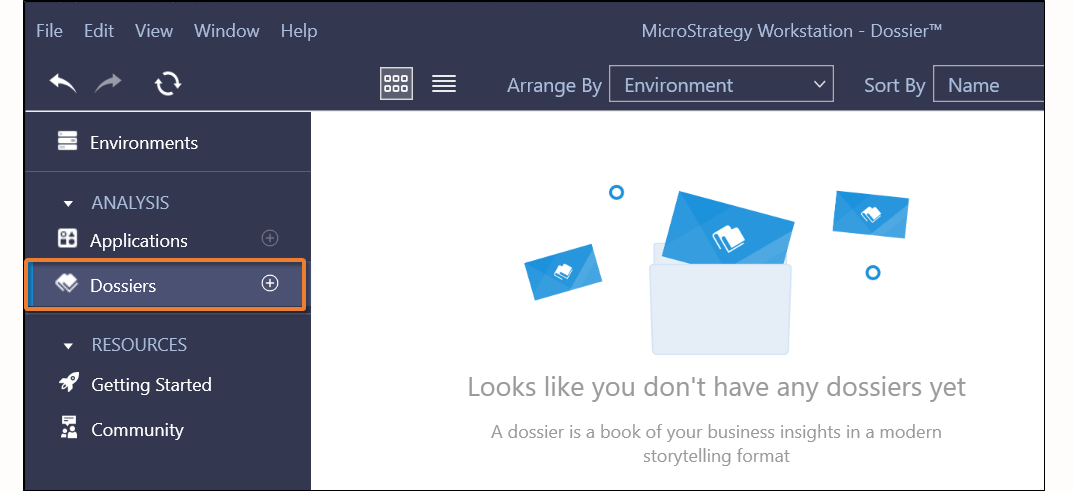 File Edit View Window Help
MicroStrategy Workstation - Dossier™
Arrange By Environment Sort By Name
Environments
ANALYSIS
Applications
Dossiers
RESOURCES
Getting Started
Community
Looks like you don't have any dossiers yet
A dossier is a book of your business insights in a modern
storytelling format